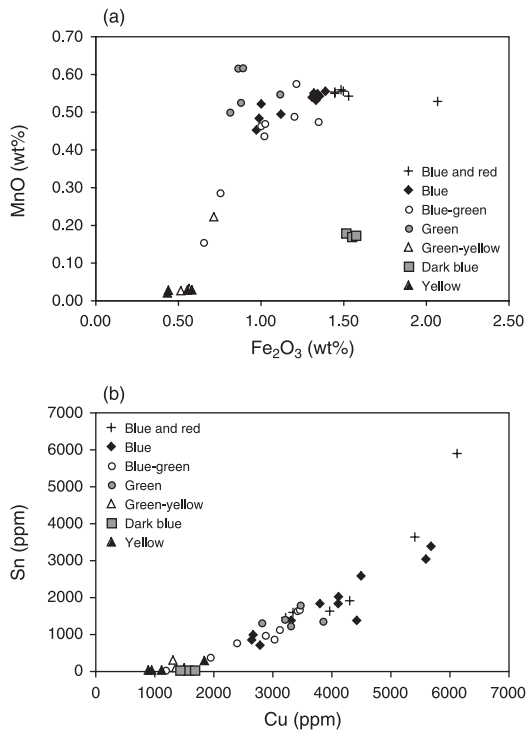 (a)
0.70
0.60
0.50
0.40
0.30
0.20
0.10
0.00
MnO (wt%)
Blue and red
Blue
Blue-green
Green
Green-yellow
Dark blue
Yellow
0.00 0.50 1.00 1.50 2.00 2.50
Fe₂O₃ (wt%)
(b)
7000
6000
5000
4000
3000
2000
1000
0
Sn (ppm)
Blue and red
Blue
Blue-green
Green
Green-yellow
Dark blue
Yellow
0 1000 2000 3000 4000 5000 6000 7000
Cu (ppm)